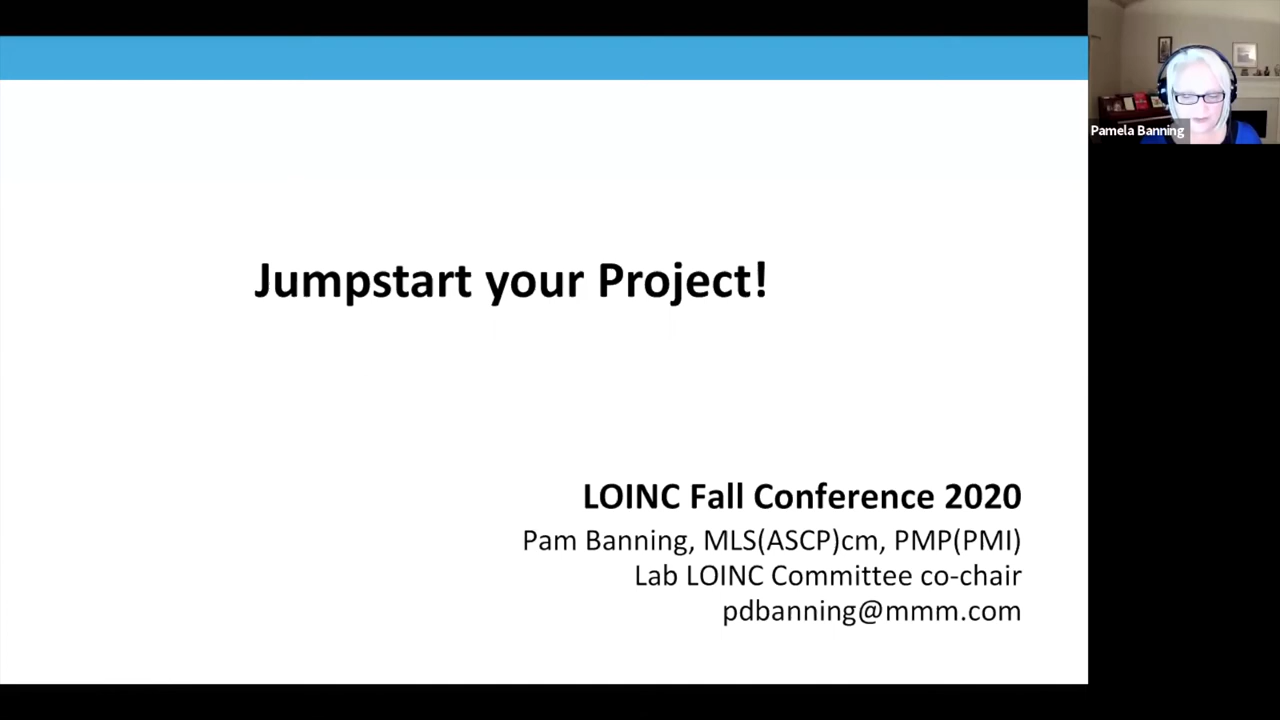 Jumpstart your Project!
LOINC Fall Conference 2020
Pam Banning, MLS(ASCP)cm, PMP(PMI)
Lab LOINC Committee co-chair
pdbanning@mmm.com
Pamela Banning